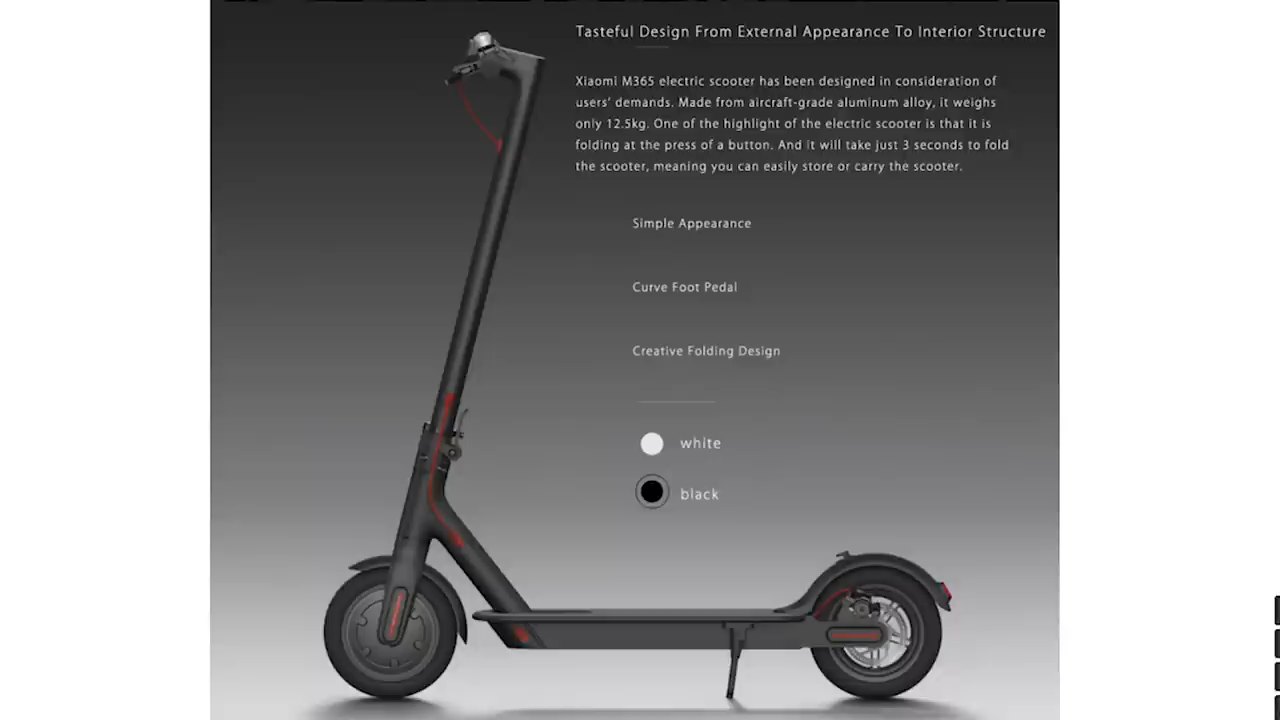 Tasteful Design From External Appearance To Interior Structure
Xiaomi M365 electric scooter has been designed in consideration of
users' demands. Made from aircraft-grade aluminum alloy, it weighs
only 12.5kg. One of the highlight of the electric scooter is that it is
folding at the press of a button. And it will take just 3 seconds to fold
the scooter, meaning you can easily store or carry the scooter.
Simple Appearance
Curve Foot Pedal
Creative Folding Design
white
black